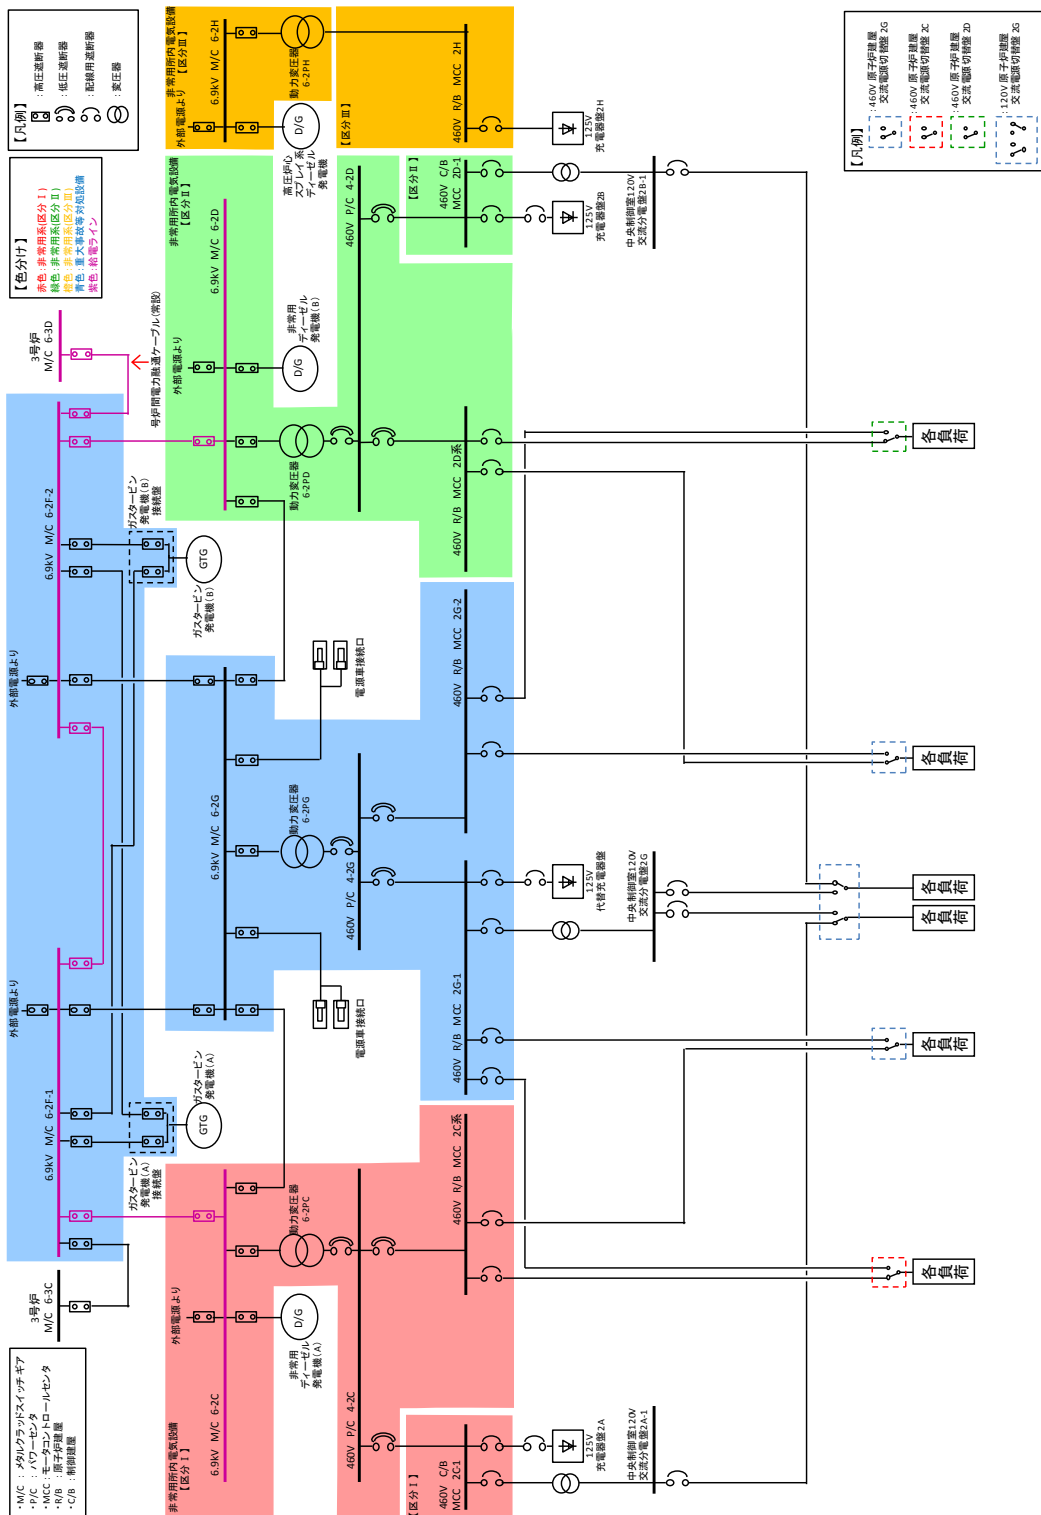 ・M/C ：メタルクラッドスイッチギア
・P/C ：パワーセンタ
・MCC：モータコントロールセンタ
・R/B ：原子炉建屋
・C/B ：制御建屋
3号炉
M/C 6-3C
3号炉
M/C 6-3D
号炉間電力融通ケーブル(常設)
【色分け】
赤色：非常用系(区分Ⅰ)
緑色：非常用系(区分Ⅱ)
橙色：非常用系(区分Ⅲ)
青色：重大事故等対処設備
紫色：給電ライン
【凡例】
：高圧遮断器
：低圧遮断器
：配線用遮断器
：変圧器
外部電源より
6.9kV M/C 6-2F-1
外部電源より
6.9kV M/C 6-2F-2
ガスタービン
発電機(A)
接続盤
GTG
ガスタービン
発電機(A)
ガスタービン
発電機(B)
接続盤
GTG
ガスタービン
発電機(B)
非常用所内電気設備
【区分Ⅰ】
外部電源より
6.9kV M/C 6-2C
D/G
非常用
ディーゼル
発電機(A)
動力変圧器
6-2PC
460V P/C 4-2C
【区分Ⅰ】
460V C/B
MCC 2C-1
460V R/B MCC 2C系
6.9kV M/C 6-2G
電源車接続口
電源車接続口
動力変圧器
6-2PG
460V P/C 4-2G
460V R/B MCC 2G-1
460V R/B MCC 2G-2
非常用所内電気設備
【区分Ⅱ】
外部電源より
6.9kV M/C 6-2D
D/G
非常用
ディーゼル
発電機(B)
動力変圧器
6-2PD
460V P/C 4-2D
【区分Ⅱ】
460V C/B
MCC 2D-1
460V R/B MCC 2D系
非常用所内電気設備
【区分Ⅲ】
外部電源より
6.9kV M/C 6-2H
D/G
高圧炉心
スプレイ系
ディーゼル
発電機
動力変圧器
6-2PH
【区分Ⅲ】
460V R/B MCC 2H
125V
充電器盤2A
中央制御室120V
交流分電盤2A-1
125V
代替充電器盤
中央制御室120V
交流分電盤2G
125V
充電器盤2B
中央制御室120V
交流分電盤2B-1
125V
充電器盤2H
各負荷
各負荷
各負荷
各負荷
各負荷
各負荷
【凡例】
：460V原子炉建屋
交流電源切替盤 2G
：460V原子炉建屋
交流電源切替盤 2C
：460V原子炉建屋
交流電源切替盤 2D
：120V原子炉建屋
交流電源切替盤 2G